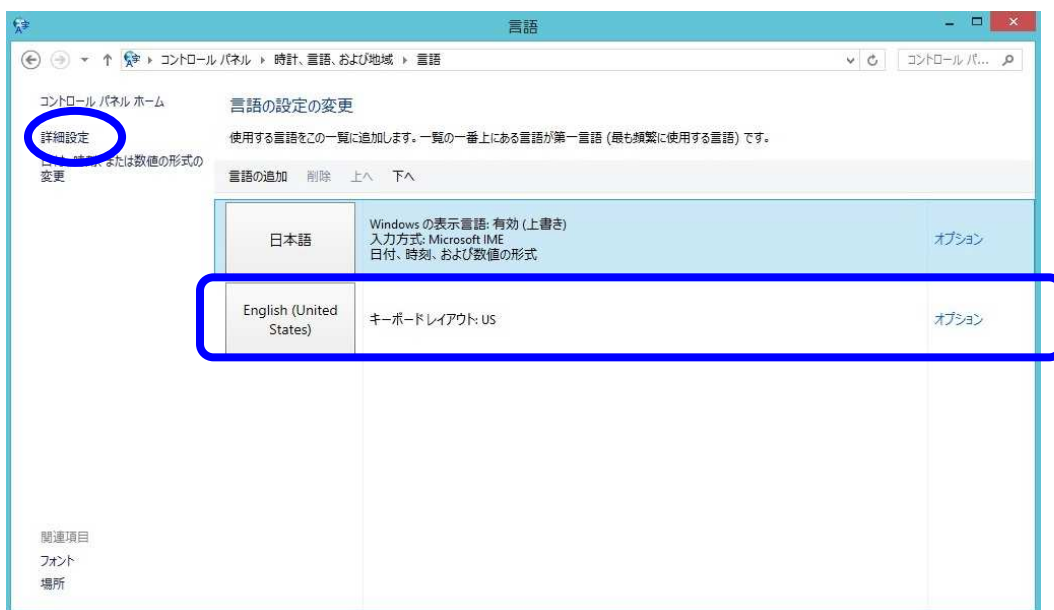 言語
コントロール パネル ▸ 時計、言語、および地域 ▸ 言語
コントロール パ...
コントロール パネル ホーム
詳細設定
日付、時刻、または数値の形式の
変更
言語の設定の変更
使用する言語をこの一覧に追加します。一覧の一番上にある言語が第一言語 (最も頻繁に使用する言語) です。
言語の追加 削除 上へ 下へ
日本語
Windows の表示言語: 有効 (上書き)
入力方式: Microsoft IME
日付、時刻、および数値の形式
オプション
English (United
States)
キーボード レイアウト: US
オプション
関連項目
フォント
場所